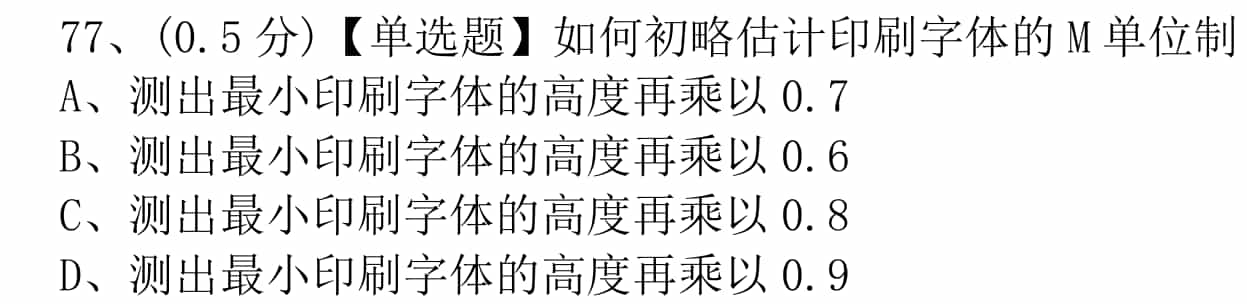 77、(0.5 分)【单选题】如何初略估计印刷字体的 M 单位制
A、测出最小印刷字体的高度再乘以 0.7
B、测出最小印刷字体的高度再乘以 0.6
C、测出最小印刷字体的高度再乘以 0.8
D、测出最小印刷字体的高度再乘以 0.9